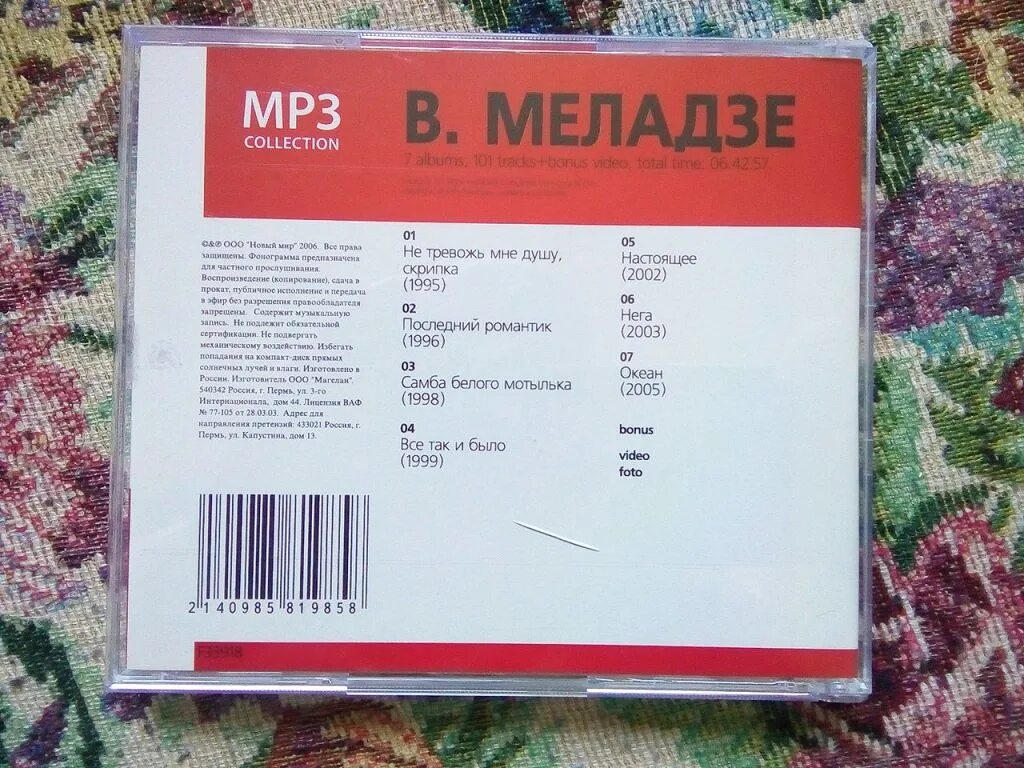 MP3
COLLECTION
В. МЕЛАДЗЕ
7 albums, 101 tracks+bonus video, total time: 06.42.57.
©&℗ ООО "Новый мир" 2006. Все права
защищены. Фонограмма предназначена
для частного прослушивания.
Воспроизведение (копирование), сдача в
прокат, публичное исполнение и передача
в эфир без разрешения правообладателя
запрещены. Содержит музыкальную
запись. Не подлежит обязательной
сертификации. Не подвергать
механическому воздействию. Избегать
попадания на компакт-диск прямых
солнечных лучей и влаги. Изготовлено в
России. Изготовитель ООО "Магелан".
540342 Россия, г. Пермь, ул. 3-го
Интернационала, дом 44. Лицензия ВАФ
№ 77-105 от 28.03.03. Адрес для
направления претензий: 433021 Россия, г.
Пермь, ул. Капустина, дом 13.
01
Не тревожь мне душу,
скрипка
(1995)
02
Последний романтик
(1996)
03
Самба белого мотылька
(1998)
04
Все так и было
(1999)
05
Настоящее
(2002)
06
Нега
(2003)
07
Океан
(2005)
bonus
video
foto
2 140985 819858
F33918